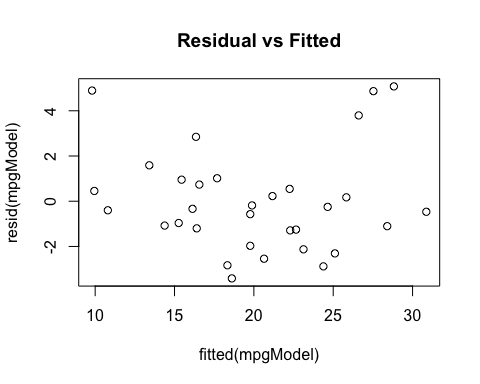 Residual vs Fitted
resid(mpgModel)
4
2
0
-2
10 15 20 25 30
fitted(mpgModel)